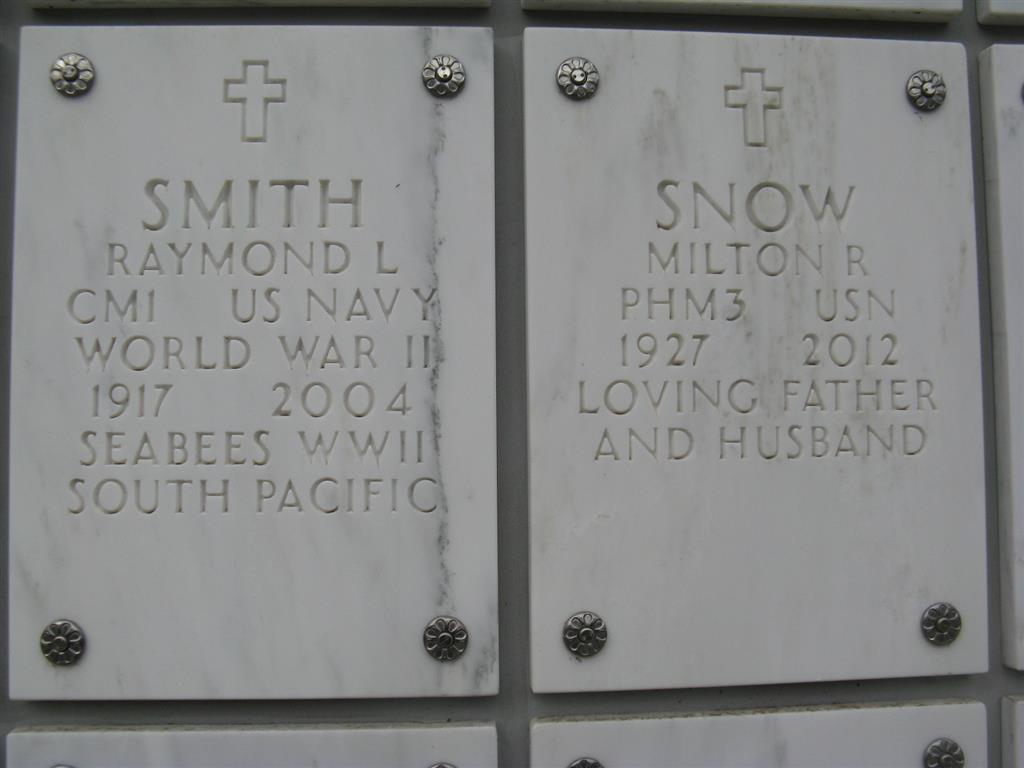 SMITH
RAYMOND L
CM1 US NAVY
WORLD WAR II
1917 2004
SEABEES WWII
SOUTH PACIFIC
SNOW
MILTON R
PHM3 USN
1927 2012
LOVING FATHER
AND HUSBAND